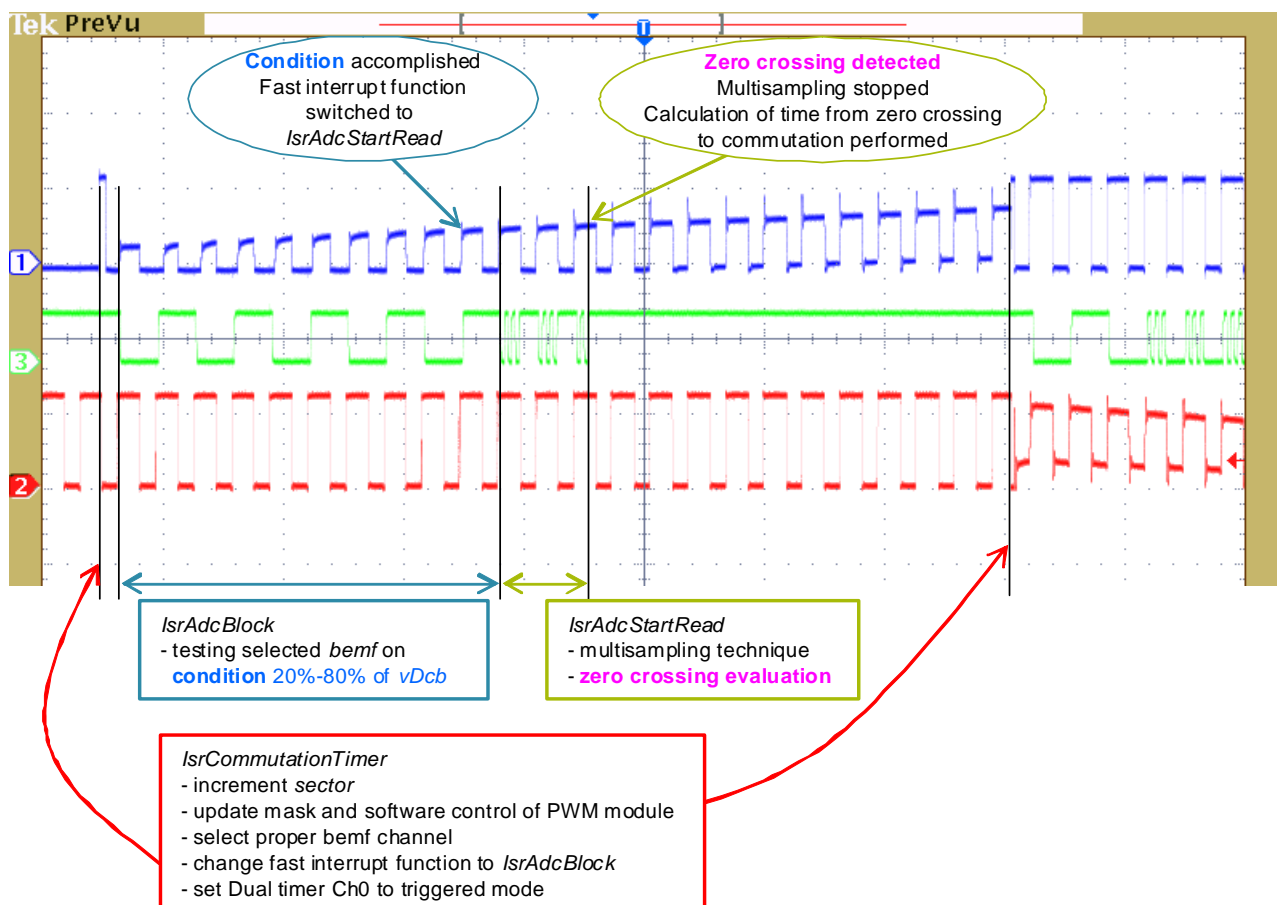 Tek PreVu
T
Condition accomplished
Fast interrupt function
switched to
IsrAdcStartRead
Zero crossing detected
Multisampling stopped
Calculation of time from zero crossing
to commutation performed
1
3
2
IsrAdcBlock
- testing selected bemf on
condition 20%-80% of vDcb
IsrAdcStartRead
- multisampling technique
- zero crossing evaluation
IsrCommutationTimer
- increment sector
- update mask and software control of PWM module
- select proper bemf channel
- change fast interrupt function to IsrAdcBlock
- set Dual timer Ch0 to triggered mode